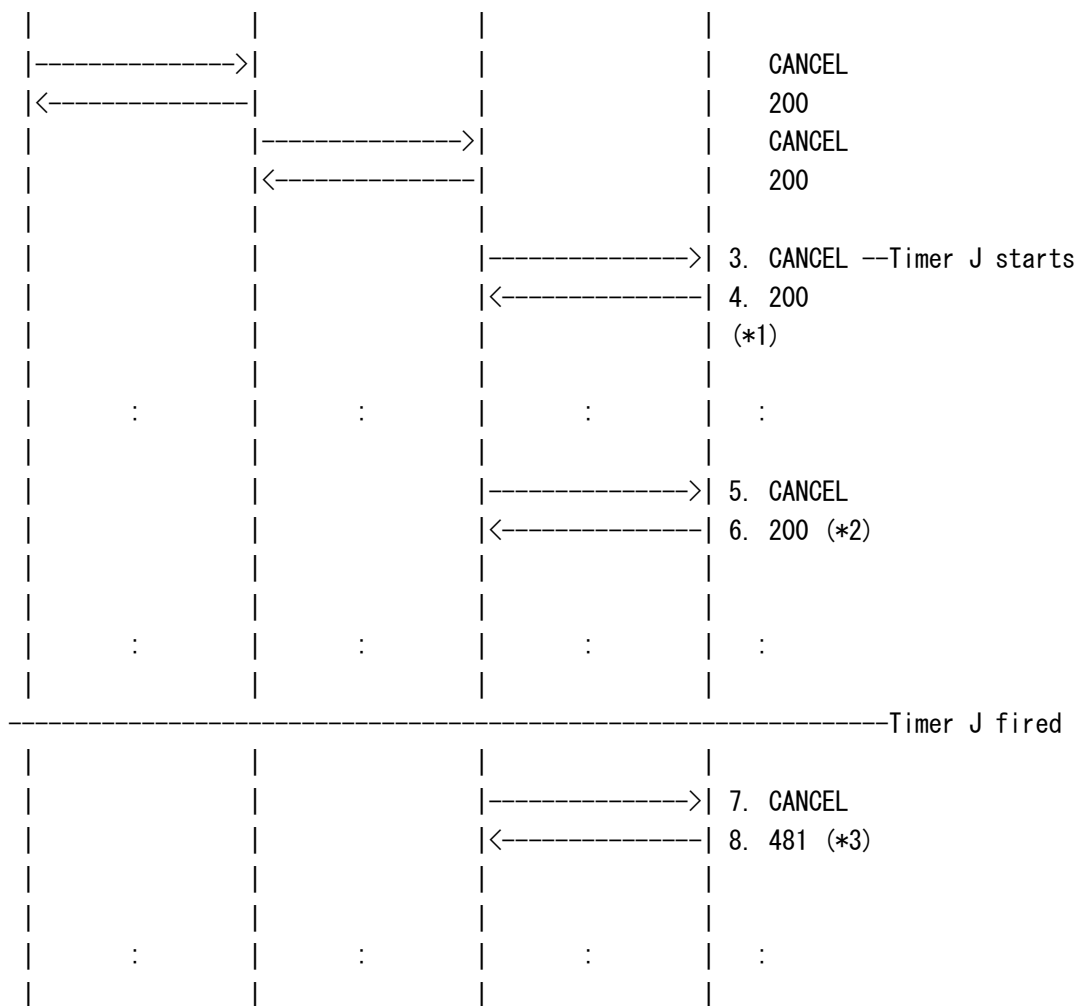 CANCEL
200
CANCEL
200
3. CANCEL --Timer J starts
4. 200
(*1)
: : : :
5. CANCEL
6. 200 (*2)
: : : :
Timer J fired
7. CANCEL
8. 481 (*3)
: : : :